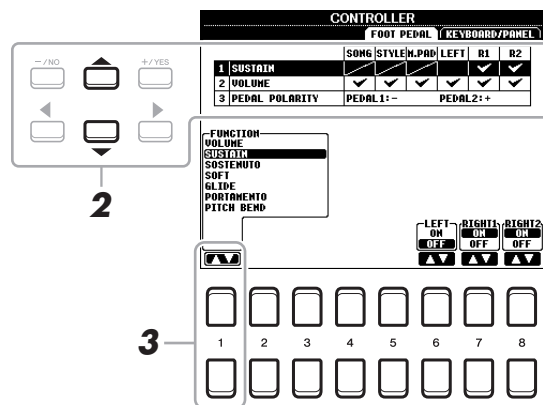 CONTROLLER
FOOT PEDAL KEYBOARD/PANEL
SONG STYLE M.PAD LEFT R1 R2
1 SUSTAIN
2 VOLUME
3 PEDAL POLARITY PEDAL1:- PEDAL2:+
-/NO +/YES
2
FUNCTION
VOLUME
SUSTAIN
SOSTENUTO
SOFT
GLIDE
PORTAMENTO
PITCH BEND
LEFT RIGHT1 RIGHT2
ON ON ON
OFF OFF OFF
3
1 2 3 4 5 6 7 8